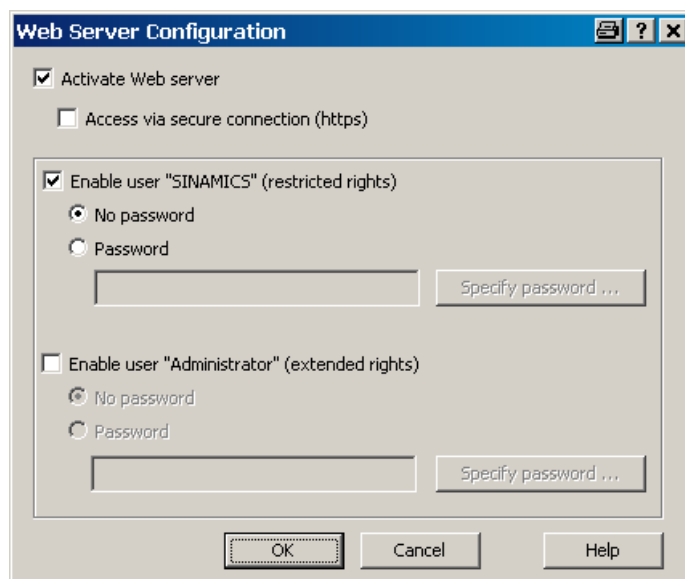 Web Server Configuration
Activate Web server
Access via secure connection (https)
Enable user "SINAMICS" (restricted rights)
No password
Password
Specify password ...
Enable user "Administrator" (extended rights)
No password
Password
Specify password ...
OK Cancel Help